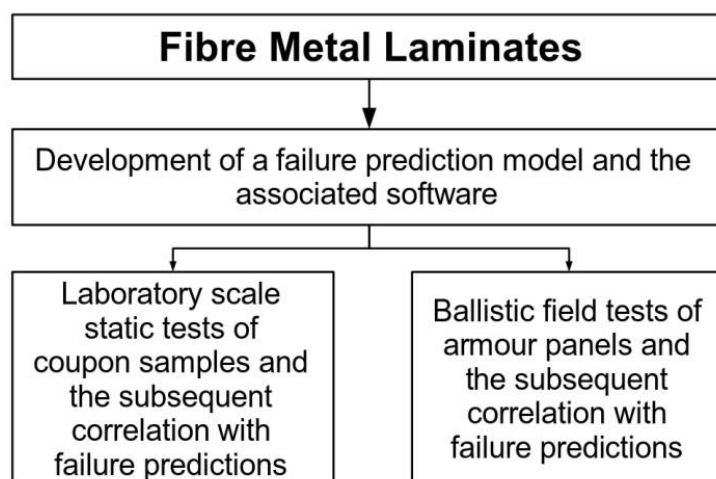 Fibre Metal Laminates
Development of a failure prediction model and the
associated software
Laboratory scale
static tests of
coupon samples and
the subsequent
correlation with
failure predictions
Ballistic field tests of
armour panels and
the subsequent
correlation with
failure predictions